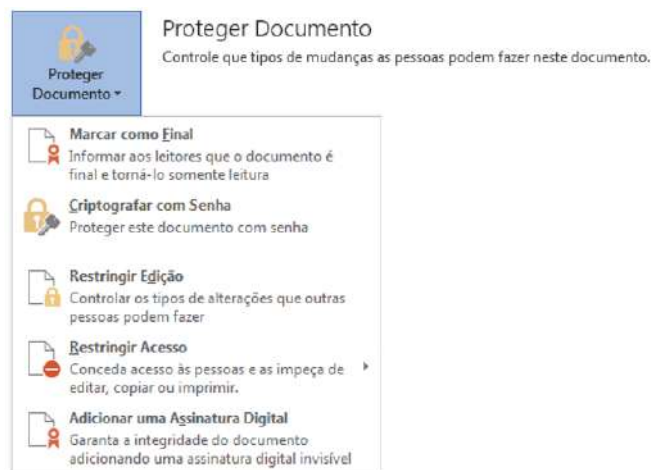 Proteger Documento
Controle que tipos de mudanças as pessoas podem fazer neste documento.
Proteger
Documento
Marcar como Final
Informar aos leitores que o documento é
final e torná-lo somente leitura
Criptografar com Senha
Proteger este documento com senha
Restringir Edição
Controlar os tipos de alterações que outras
pessoas podem fazer
Restringir Acesso
Conceda acesso às pessoas e as impeça de
editar, copiar ou imprimir.
Adicionar uma Assinatura Digital
Garanta a integridade do documento
adicionando uma assinatura digital invisível